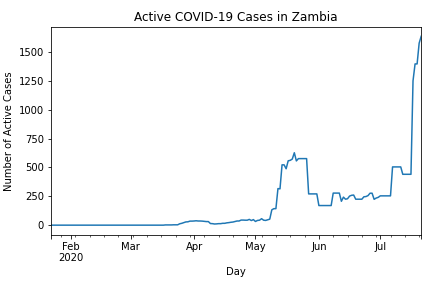 Active COVID-19 Cases in Zambia
Number of Active Cases
1500
1250
1000
750
500
250
0
Feb Mar Apr May Jun Jul
2020
Day